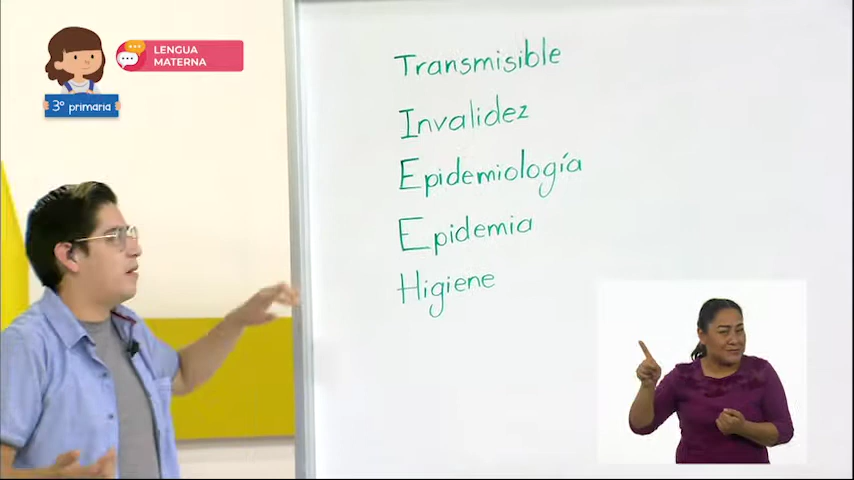 LENGUA
MATERNA
3° primaria
Transmisible
Invalidez
Epidemiología
Epidemia
Higiene